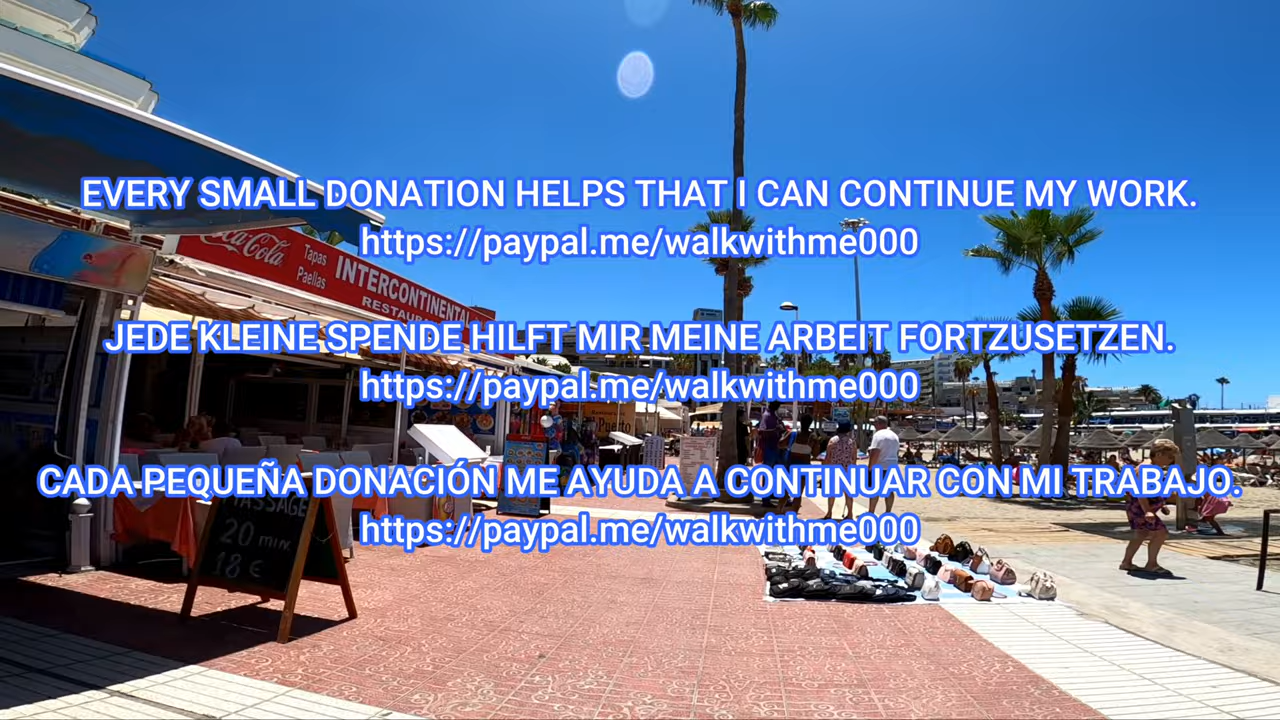 EVERY SMALL DONATION HELPS THAT I CAN CONTINUE MY WORK.
https://paypal.me/walkwithme000
Coca-Cola
Tapas
Paellas
INTERCONTINENTAL
JEDE KLEINE SPENDE HILFT MIR MEINE ARBEIT FORTZUSETZEN.
https://paypal.me/walkwithme000
CADA PEQUEÑA DONACIÓN ME AYUDA A CONTINUAR CON MI TRABAJO.
https://paypal.me/walkwithme000
MASSAGE
20 min
18 €